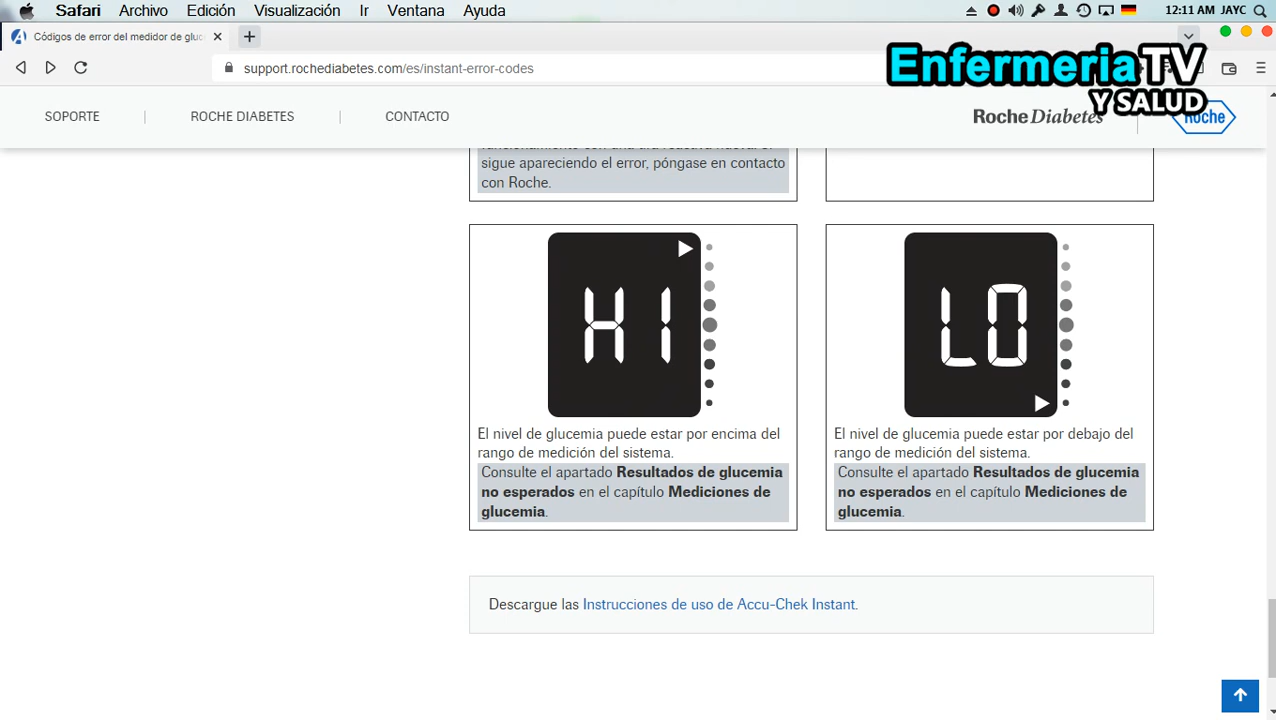 Safari Archivo Edición Visualización Ir Ventana Ayuda 12:11 AM JAYC
Códigos de error del medidor de gluc
support.rochediabetes.com/es/instant-error-codes
Enfermeria TV
Y SALUD
SOPORTE ROCHE DIABETES CONTACTO Roche Diabetes Roche
sigue apareciendo el error, póngase en contacto
con Roche.
HI
LO
El nivel de glucemia puede estar por encima del
rango de medición del sistema.
Consulte el apartado Resultados de glucemia
no esperados en el capítulo Mediciones de
glucemia.
El nivel de glucemia puede estar por debajo del
rango de medición del sistema.
Consulte el apartado Resultados de glucemia
no esperados en el capítulo Mediciones de
glucemia.
Descargue las Instrucciones de uso de Accu-Chek Instant.